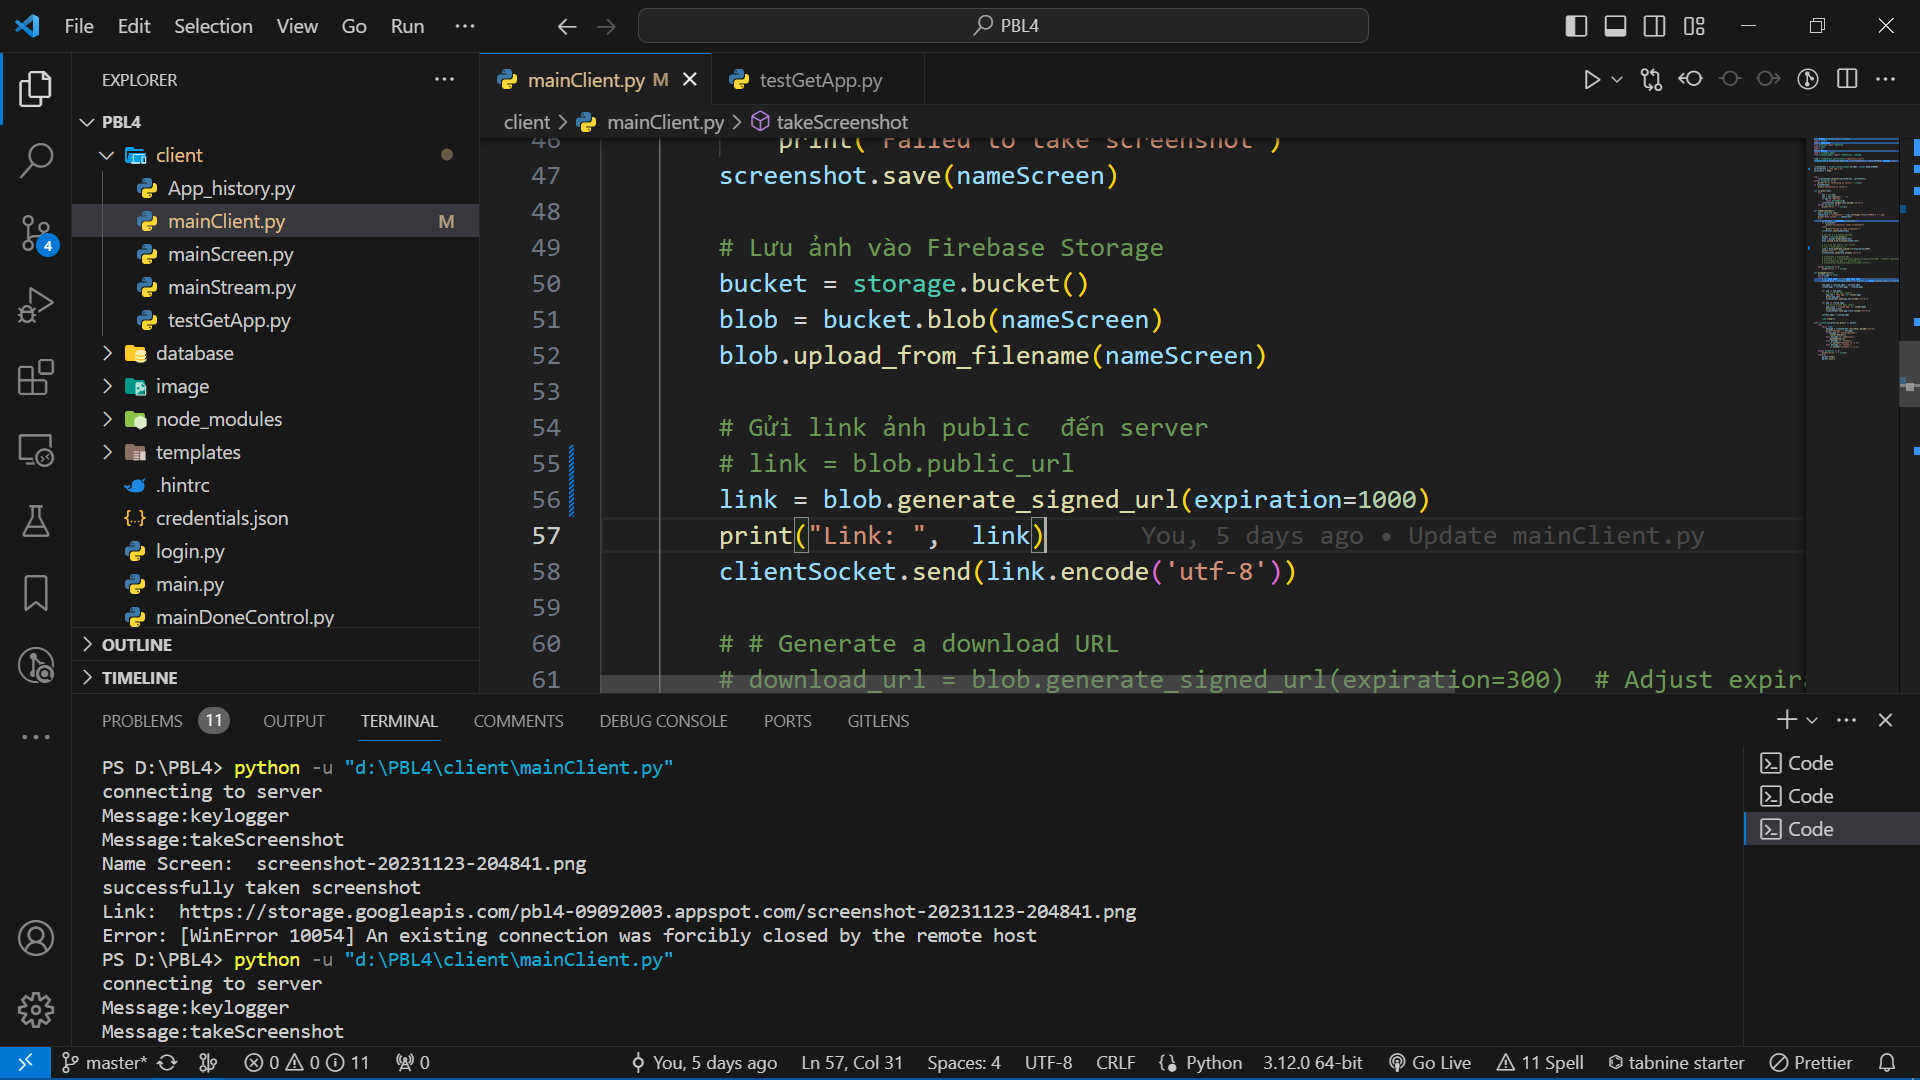 File Edit Selection View Go Run ··· PBL4
EXPLORER ···
PBL4
client
App_history.py
mainClient.py M
mainScreen.py
mainStream.py
testGetApp.py
database
image
node_modules
templates
.hintrc
credentials.json
login.py
main.py
mainDoneControl.py
OUTLINE
TIMELINE
4
mainClient.py M testGetApp.py
client > mainClient.py > takeScreenshot
46 print("Failed to take screenshot")
47 screenshot.save(nameScreen)
48
49 # Lưu ảnh vào Firebase Storage
50 bucket = storage.bucket()
51 blob = bucket.blob(nameScreen)
52 blob.upload_from_filename(nameScreen)
53
54 # Gửi link ảnh public  đến server
55 # link = blob.public_url
56 link = blob.generate_signed_url(expiration=1000)
57 print("Link: ",  link) You, 5 days ago • Update mainClient.py
58 clientSocket.send(link.encode('utf-8'))
59
60 # # Generate a download URL
61 # download_url = blob.generate_signed_url(expiration=300)  # Adjust expir
PROBLEMS 11 OUTPUT TERMINAL COMMENTS DEBUG CONSOLE PORTS GITLENS
PS D:\PBL4> python -u "d:\PBL4\client\mainClient.py"
connecting to server
Message:keylogger
Message:takeScreenshot
Name Screen:  screenshot-20231123-204841.png
successfully taken screenshot
Link:  https://storage.googleapis.com/pbl4-09092003.appspot.com/screenshot-20231123-204841.png
Error: [WinError 10054] An existing connection was forcibly closed by the remote host
PS D:\PBL4> python -u "d:\PBL4\client\mainClient.py"
connecting to server
Message:keylogger
Message:takeScreenshot
Code
Code
Code
master* 0 0 11 0 You, 5 days ago Ln 57, Col 31 Spaces: 4 UTF-8 CRLF Python 3.12.0 64-bit Go Live 11 Spell tabnine starter Prettier